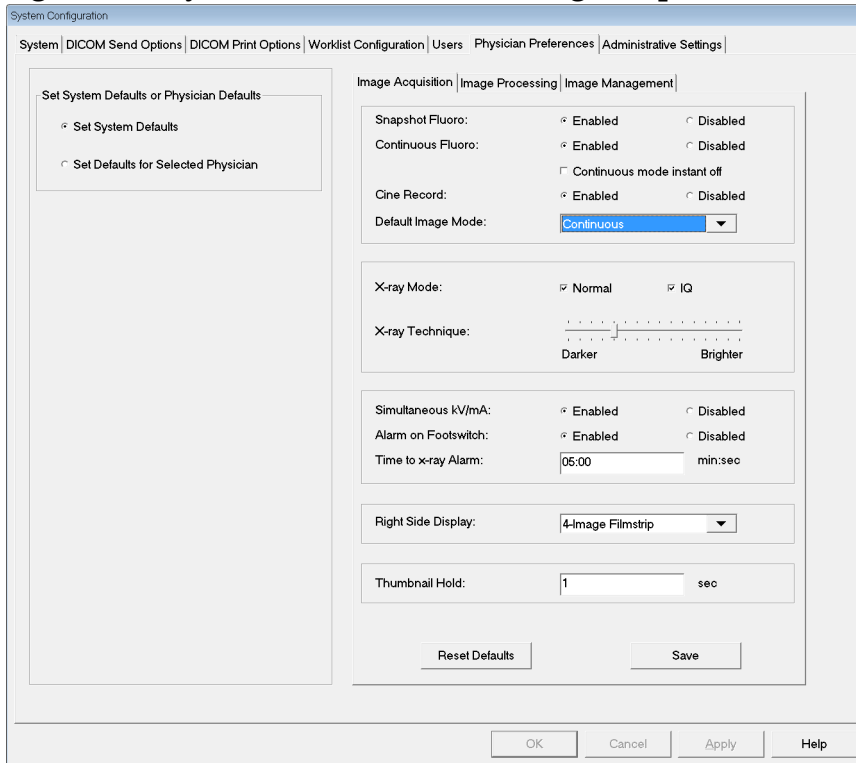 System Configuration
System DICOM Send Options DICOM Print Options Worklist Configuration Users Physician Preferences Administrative Settings
Set System Defaults or Physician Defaults
Set System Defaults
Set Defaults for Selected Physician
Image Acquisition Image Processing Image Management
Snapshot Fluoro: Enabled Disabled
Continuous Fluoro: Enabled Disabled
Continuous mode instant off
Cine Record: Enabled Disabled
Default Image Mode: Continuous
X-ray Mode: Normal IQ
X-ray Technique:
Darker Brighter
Simultaneous kV/mA: Enabled Disabled
Alarm on Footswitch: Enabled Disabled
Time to x-ray Alarm: 05:00 min:sec
Right Side Display: 4-Image Filmstrip
Thumbnail Hold: 1 sec
Reset Defaults Save
OK Cancel Apply Help